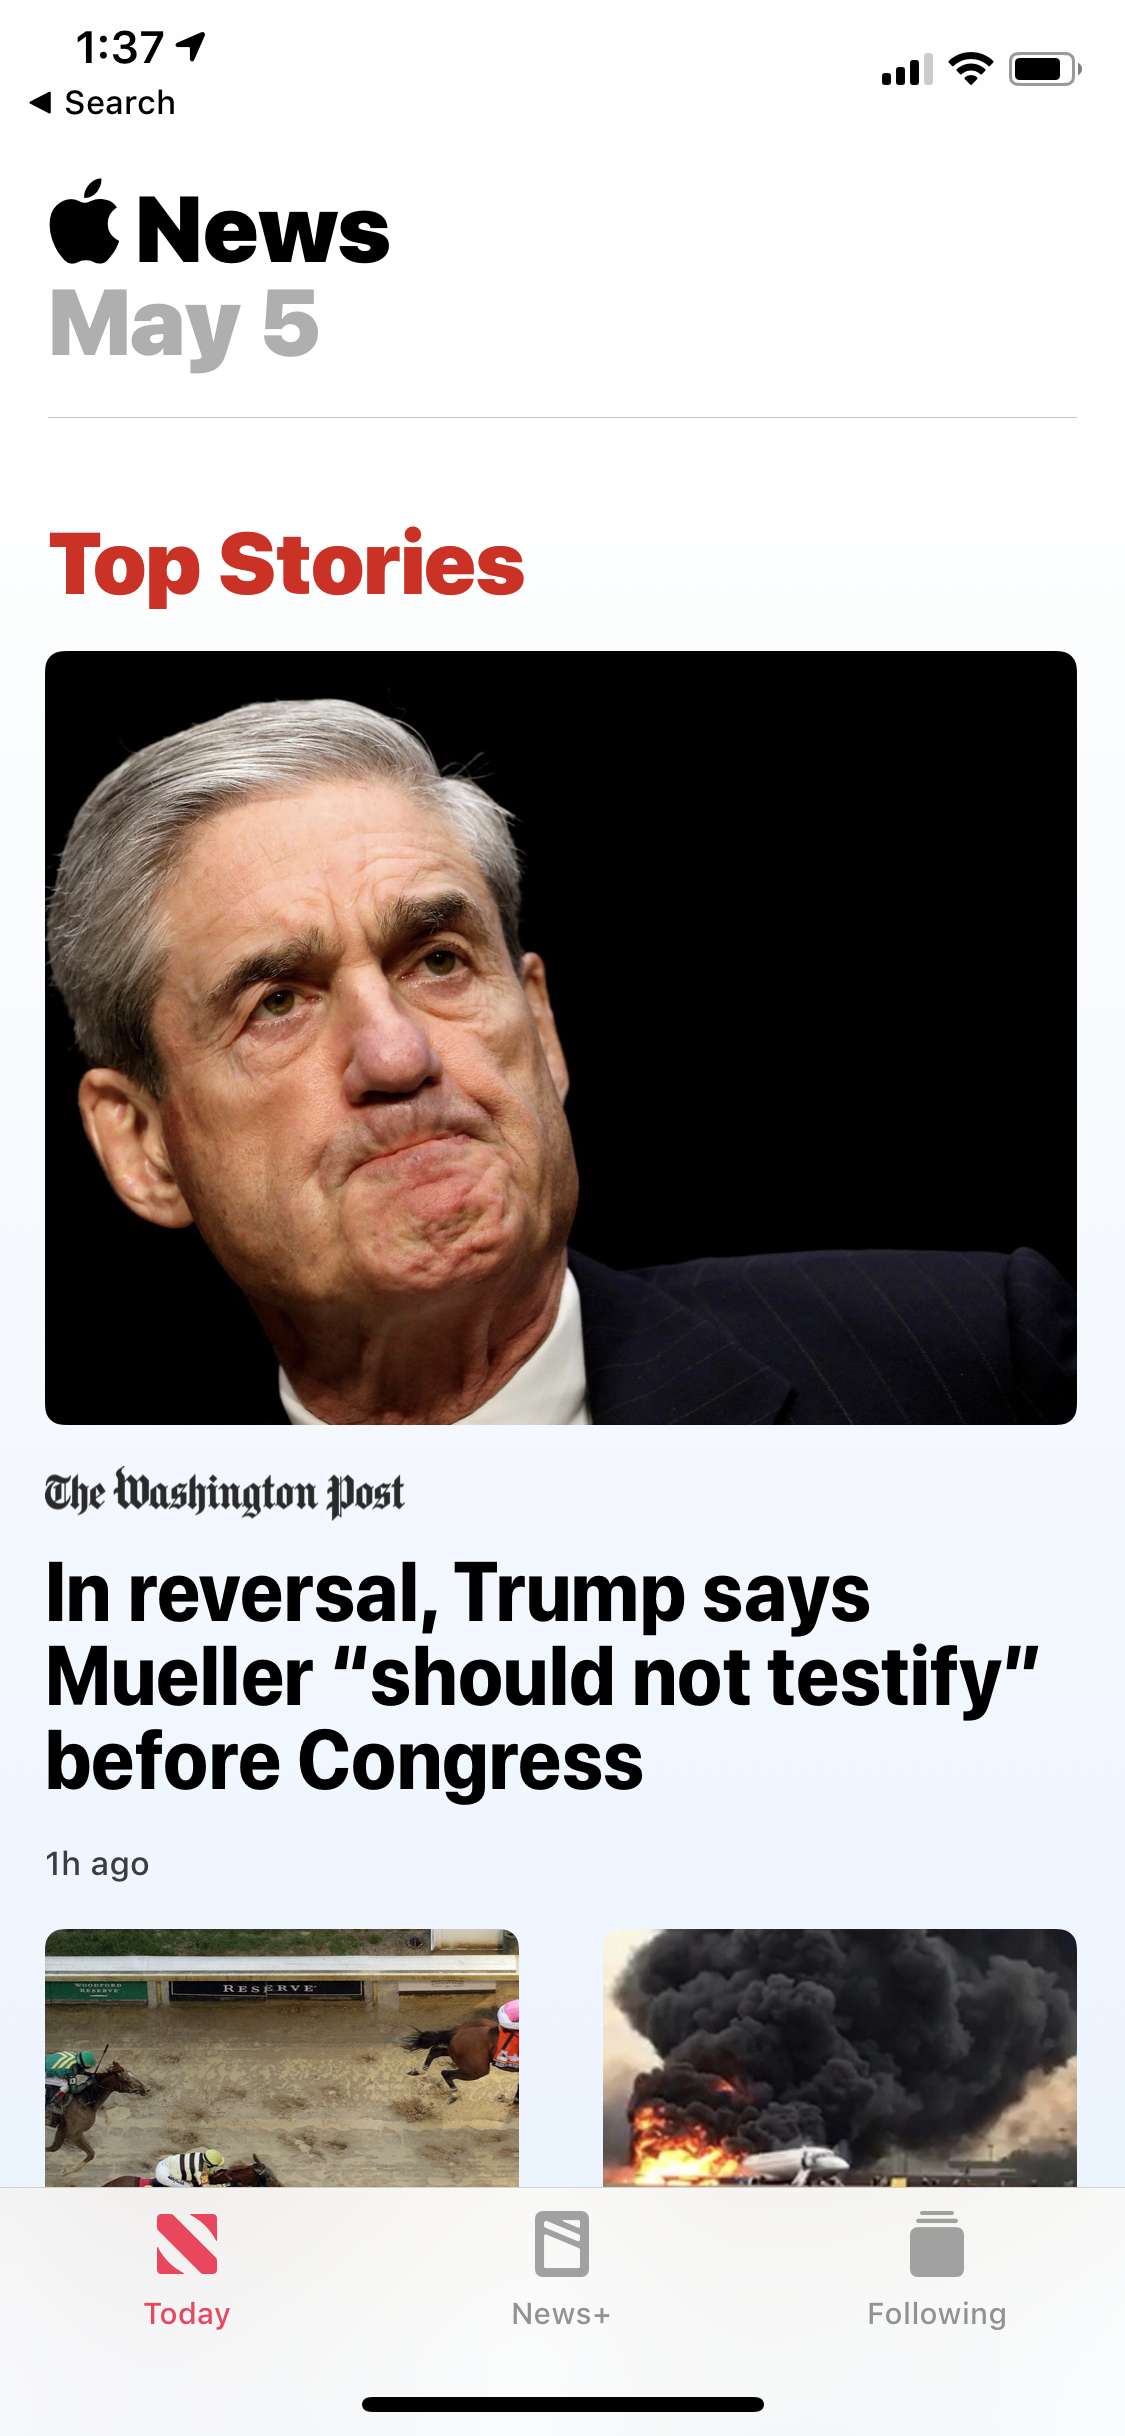 1:37
Search
News
May 5
Top Stories
The Washington Post
In reversal, Trump says
Mueller “should not testify”
before Congress
1h ago
WOODFORD
RESERVE
RESERVE
7
Today
News+
Following